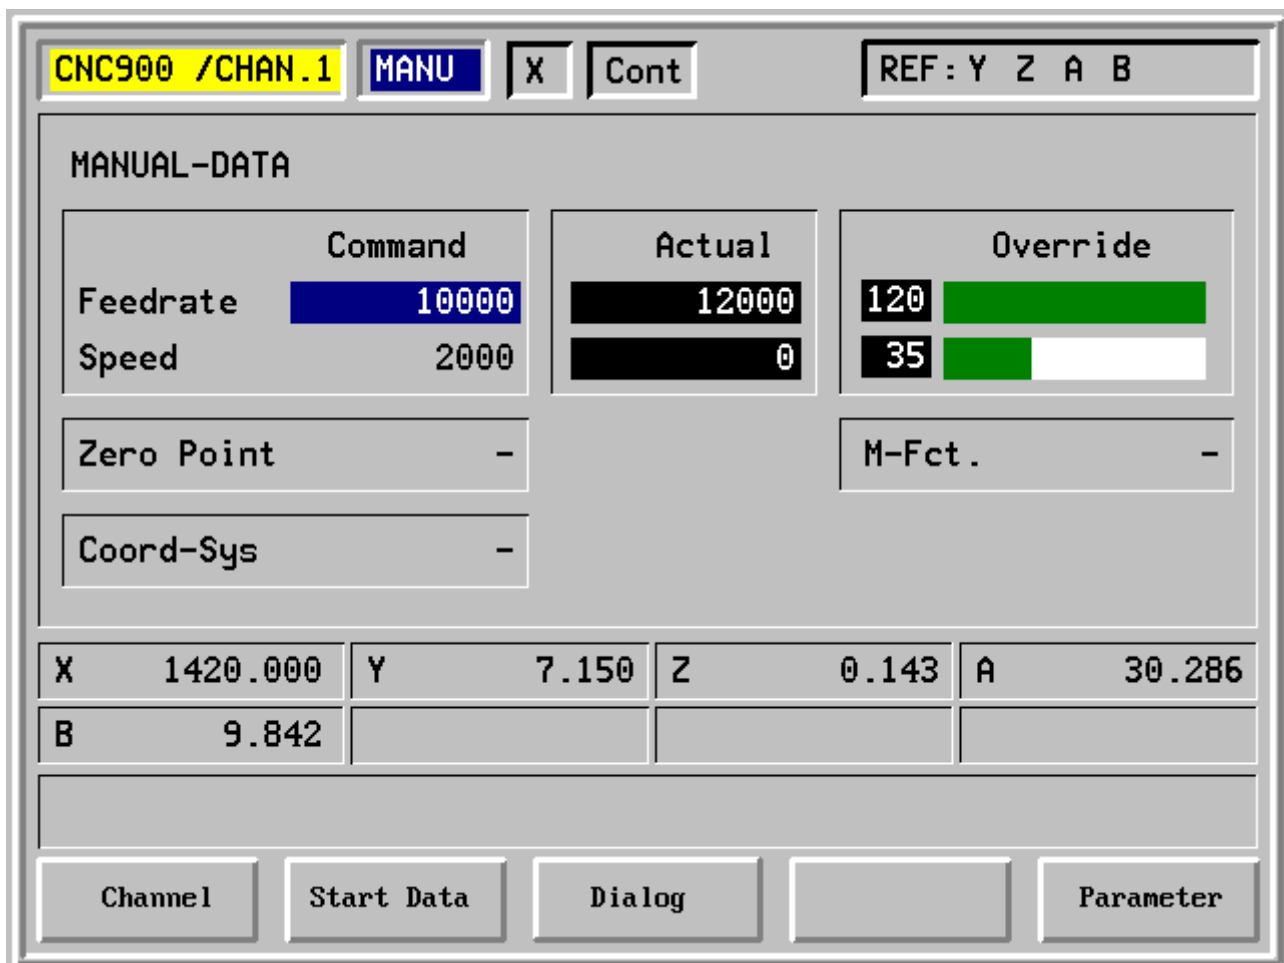 CNC900 /CHAN.1 MANU X Cont REF:Y Z A B
MANUAL-DATA
Command Actual Override
Feedrate 10000 12000 120
Speed 2000 0 35
Zero Point - M-Fct. -
Coord-Sys -
X 1420.000 Y 7.150 Z 0.143 A 30.286
B 9.842
Channel Start Data Dialog Parameter